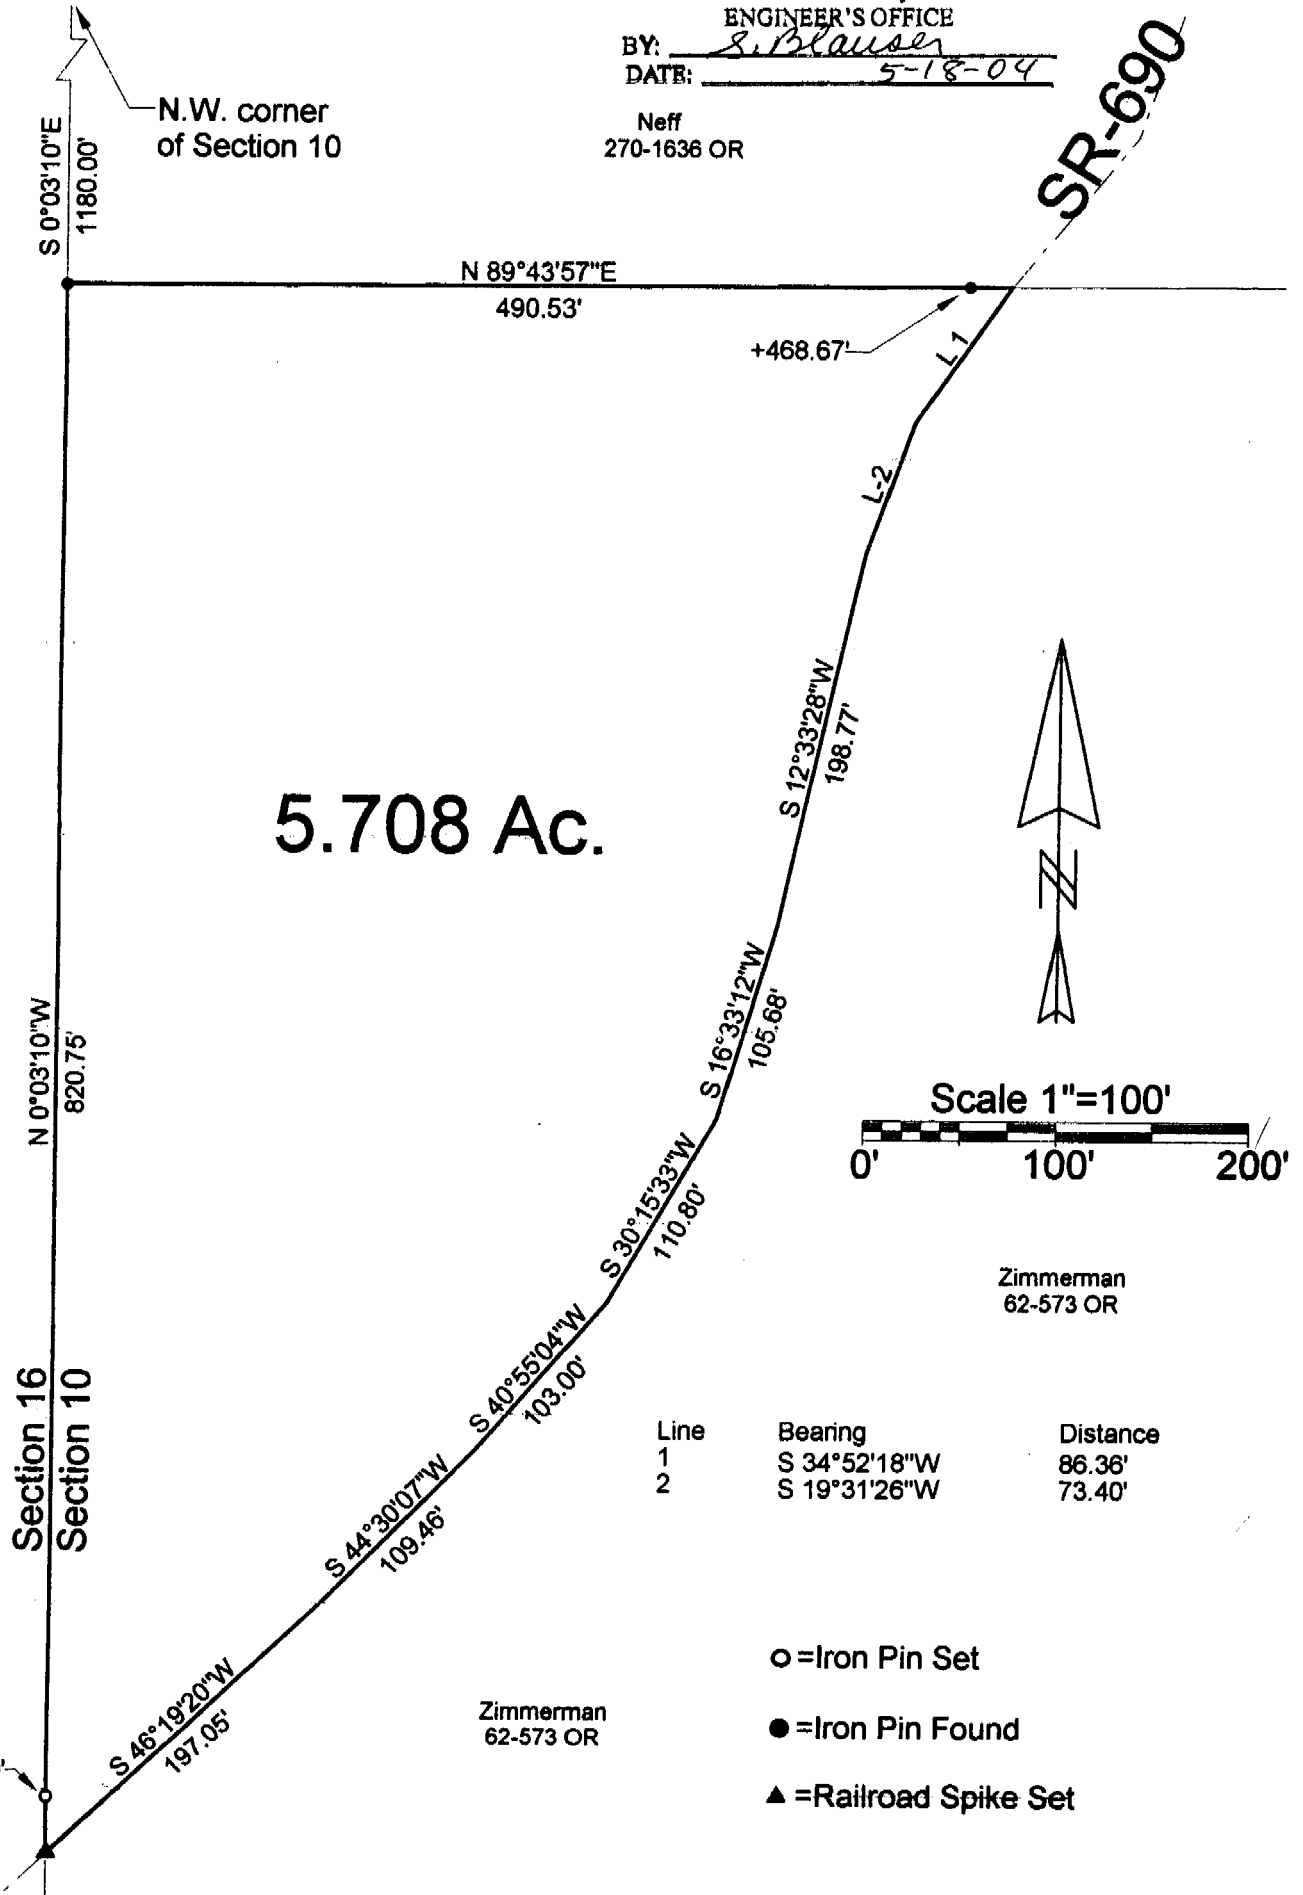 ENGINEER'S OFFICE
BY: S. Blauser
DATE: 5-18-04
SR-690
N.W. corner
of Section 10
Neff
270-1636 OR
S 0°03'10"E
1180.00'
N 89°43'57"E
490.53'
+468.67'
L 1
L-2
S 12°33'28"W
198.77'
5.708 Ac.
S 16°33'12"W
105.68'
N 0°03'10"W
820.75'
Scale 1"=100'
0' 100' 200'
S 30°15'33"W
110.80'
Zimmerman
62-573 OR
S 40°55'04"W
103.00'
Section 16
Section 10
Line Bearing Distance
1 S 34°52'18"W 86.36'
2 S 19°31'26"W 73.40'
S 44°30'07"W
109.46'
S 46°19'20"W
197.05'
Zimmerman
62-573 OR
=Iron Pin Set
=Iron Pin Found
=Railroad Spike Set
N